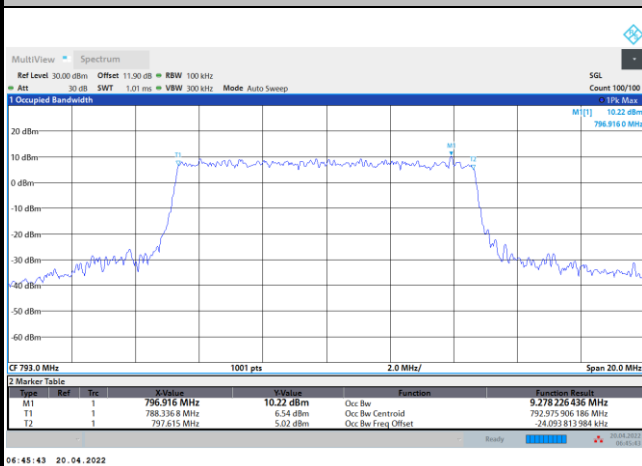 MultiView Spectrum
Ref Level 30.00 dBm Offset 11.90 dB RBW 100 kHz SGL
Att 30 dB SWT 1.01 ms VBW 300 kHz Mode Auto Sweep Count 100/100
1 Occupied Bandwidth 1Pk Max
M1[1] 10.22 dBm
796.916 0 MHz
20 dBm
M1
10 dBm
T1
T2
0 dBm
-10 dBm
-20 dBm
-30 dBm
-40 dBm
-50 dBm
-60 dBm
CF 793.0 MHz 1001 pts 2.0 MHz/ Span 20.0 MHz
2 Marker Table
Type Ref Trc X-Value Y-Value Function Function Result
M1 1 796.916 MHz 10.22 dBm Occ Bw 9.278 226 436 MHz
T1 1 788.336 8 MHz 6.54 dBm Occ Bw Centroid 792.975 906 186 MHz
T2 1 797.615 MHz 5.02 dBm Occ Bw Freq Offset -24.093 813 984 kHz
Ready 20.04.2022
06:45:43
06:45:43 20.04.2022